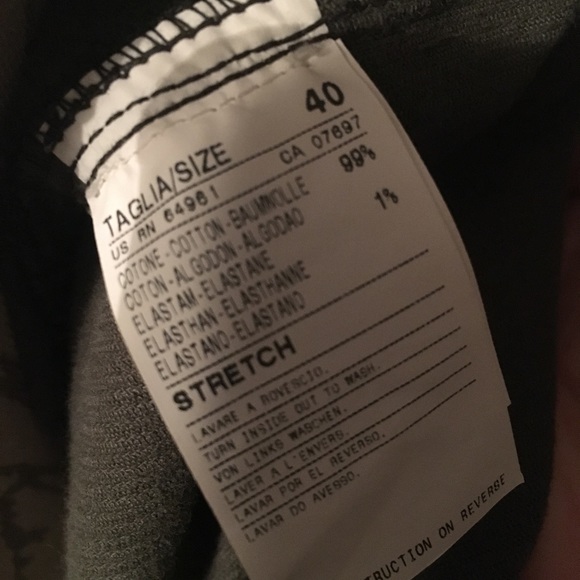 TAGLIA/SIZE 40
US RN 64961 CA 07697
COTONE-COTTON-BAUMWOLLE 99%
COTON-ALGODON-ALGODAO
ELASTAM-ELASTANE 1%
ELASTHAN-ELASTHANNE
ELASTANO-ELASTANO
STRETCH
LAVARE A ROVESCIO.
TURN INSIDE OUT TO WASH.
VON LINKS WASCHEN.
LAVER A L'ENVERS.
LAVAR POR EL REVERSO.
LAVAR DO AVESSO.
TRUCTION ON REVERSE